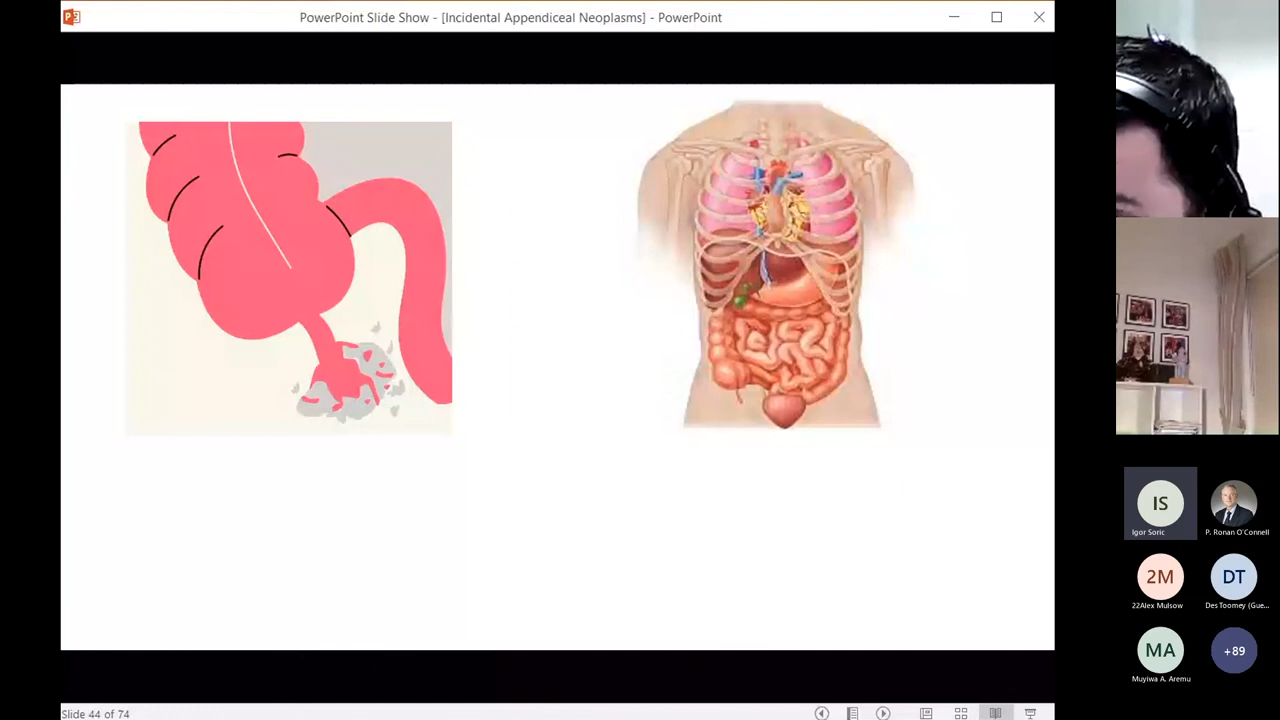 PowerPoint Slide Show - [Incidental Appendiceal Neoplasms] - PowerPoint
IS
Igor Soric
P. Ronan O'Connell
2M
22Alex Mulsow
DT
Des Toomey (Gue...
MA
Muyiwa A. Aremu
+89
Slide 44 of 74